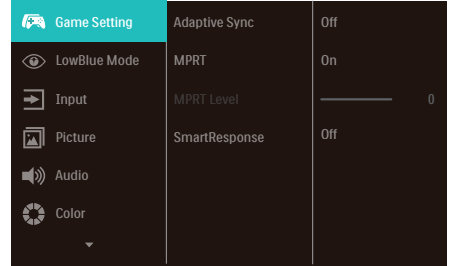 Game Setting
Adaptive Sync
Off
LowBlue Mode
MPRT
On
Input
MPRT Level
0
Picture
SmartResponse
Off
Audio
Color